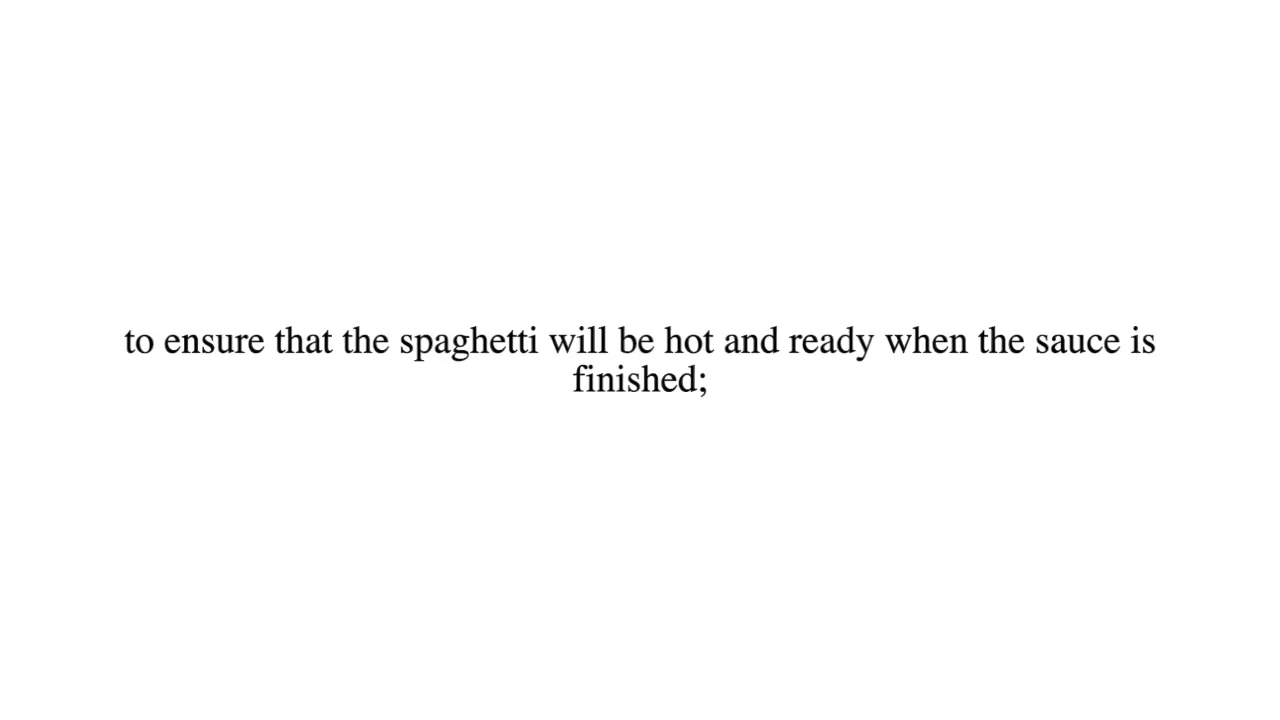 to ensure that the spaghetti will be hot and ready when the sauce is
finished;